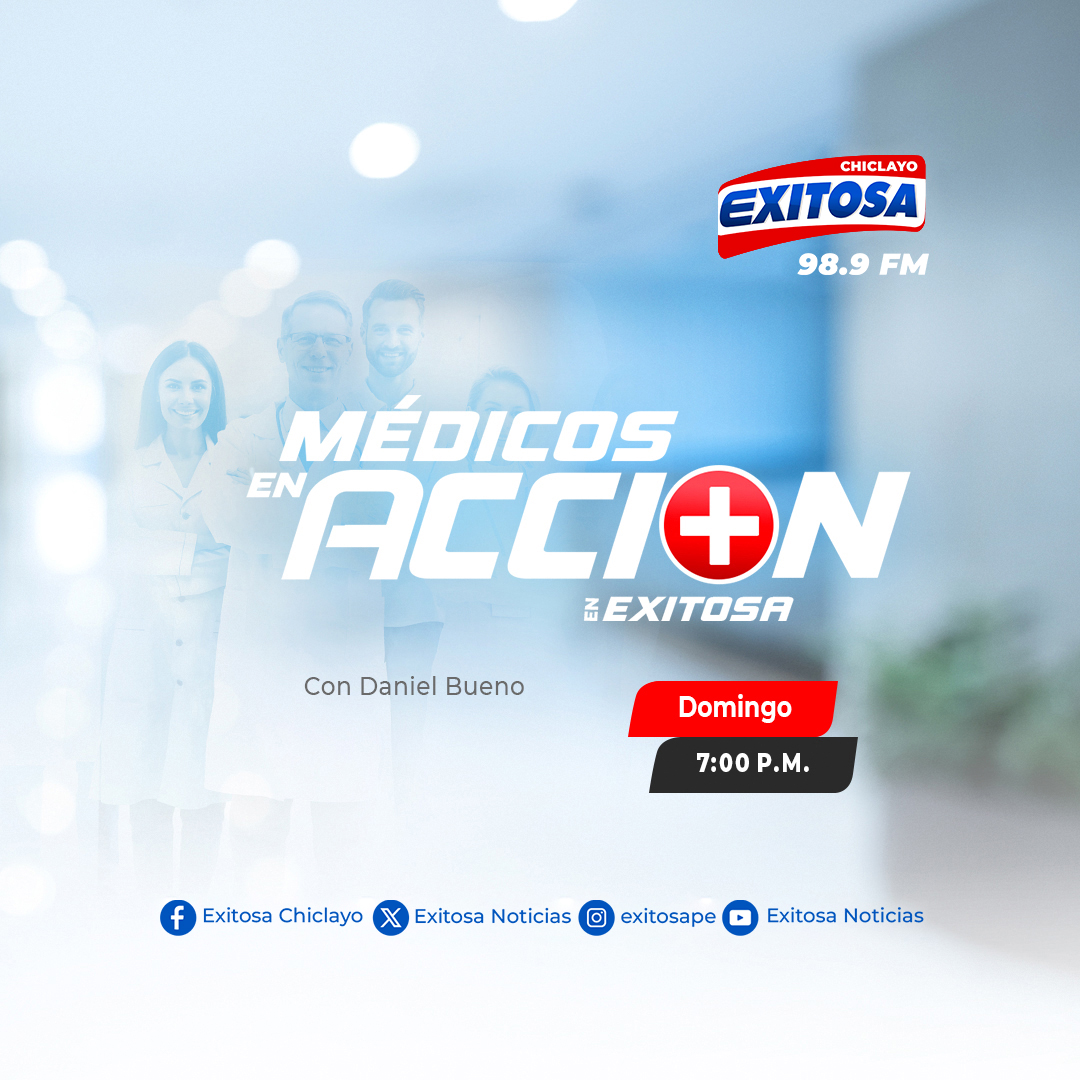 CHICLAYO
EXITOSA
98.9 FM
MÉDICOS
EN ACCION
EN EXITOSA
Con Daniel Bueno
Domingo
7:00 P.M.
Exitosa Chiclayo Exitosa Noticias exitosape Exitosa Noticias